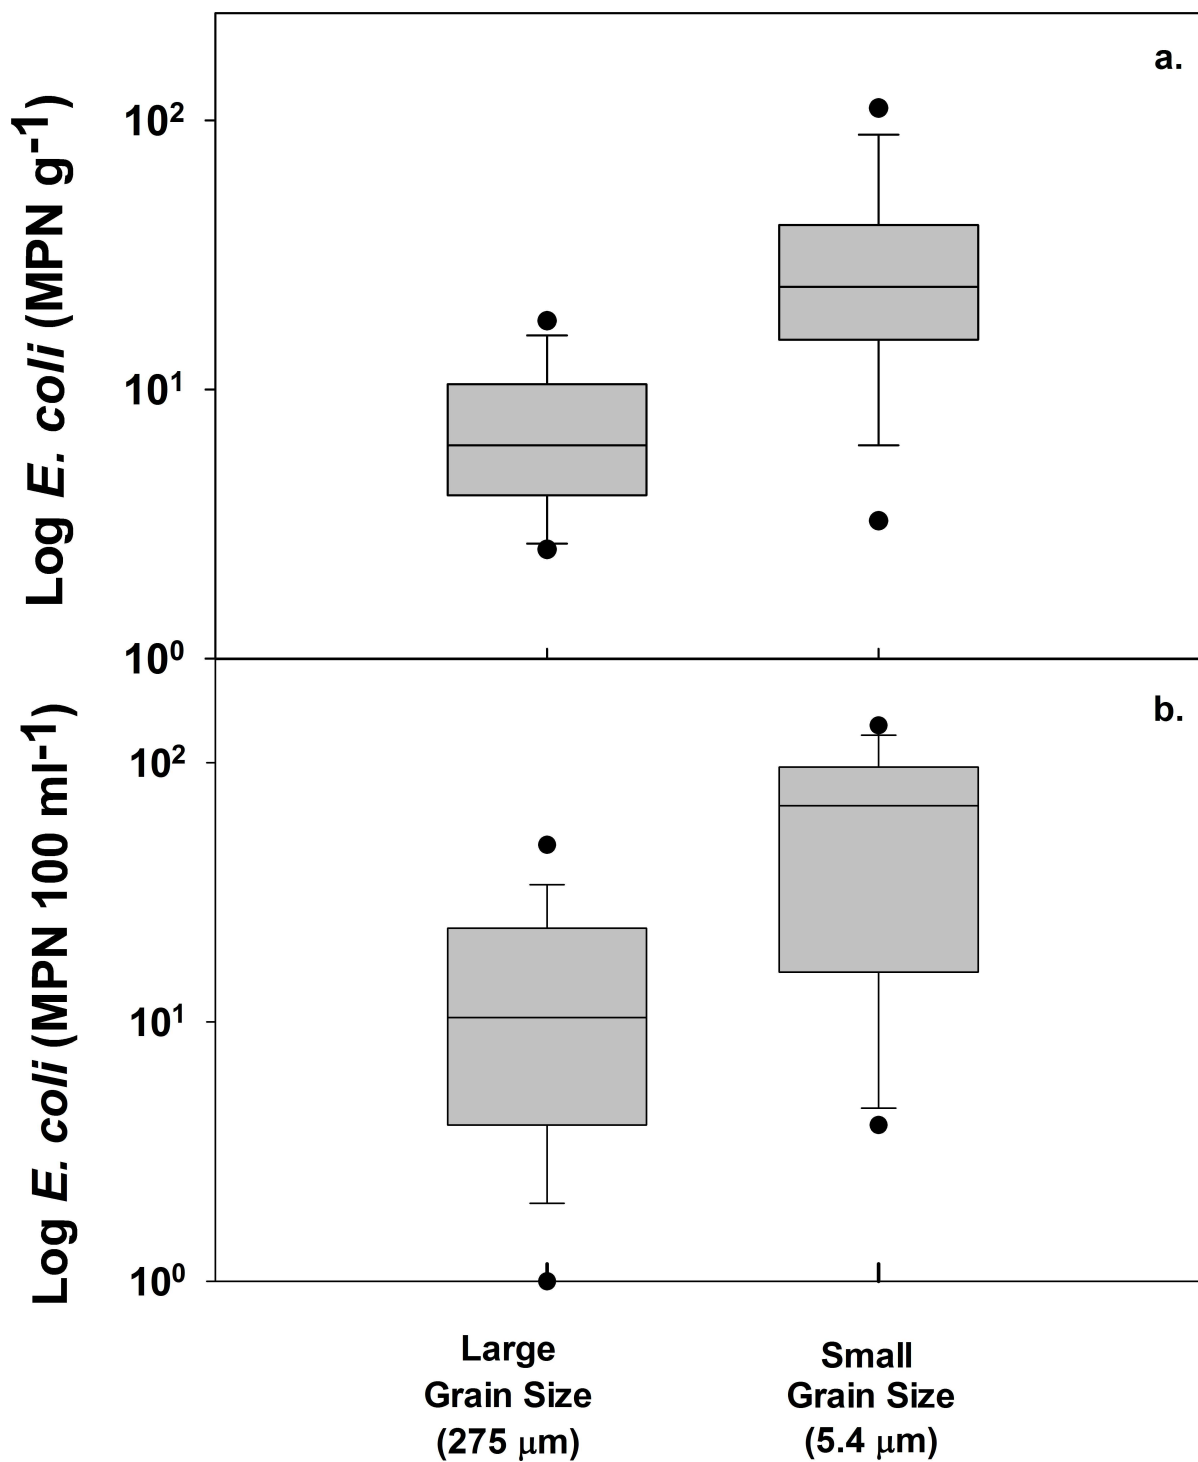 a.
Log E. coli (MPN g⁻¹)
10²
10¹
10⁰
b.
Log E. coli (MPN 100 ml⁻¹)
10²
10¹
10⁰
Large
Grain Size
(275 μm)
Small
Grain Size
(5.4 μm)